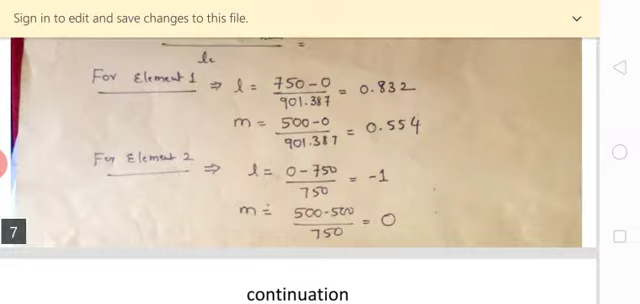 Sign in to edit and save changes to this file.
le
For Element 1 ⇒ l = 750-0 / 901.387 = 0.832
m = 500-0 / 901.387 = 0.554
For Element 2 ⇒ l = 0-750 / 750 = -1
m = 500-500 / 750 = 0
7
continuation